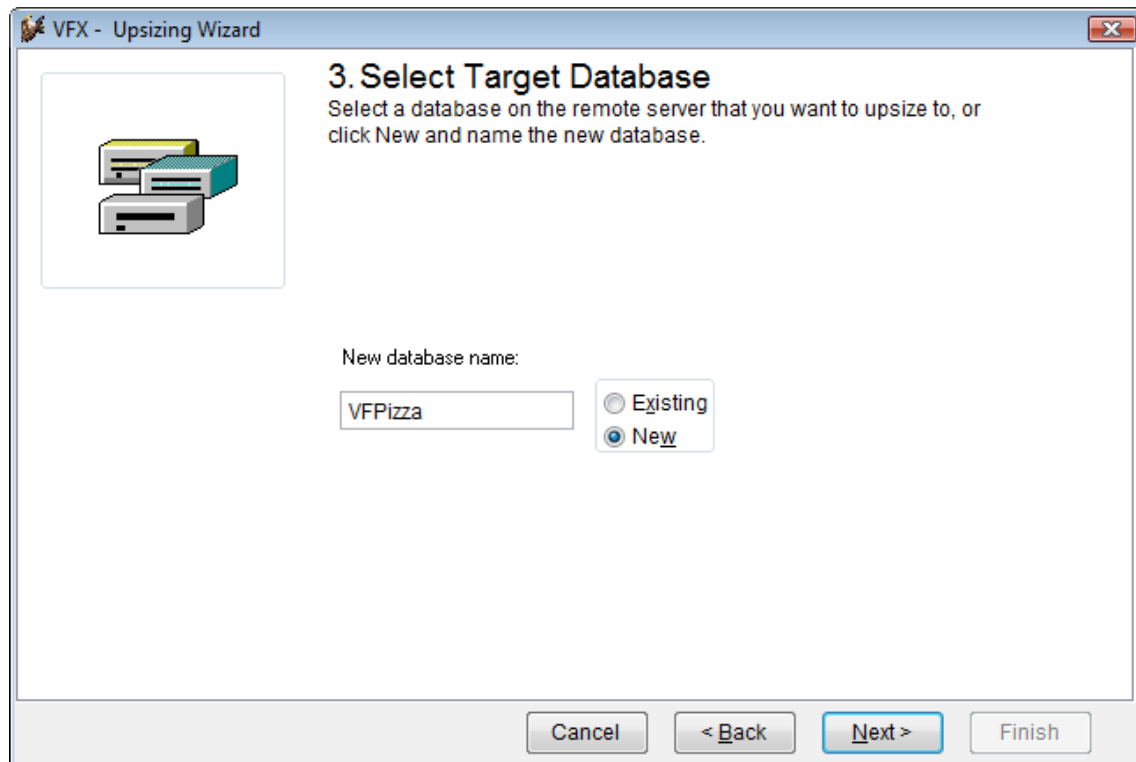 VFX - Upsizing Wizard
3. Select Target Database
Select a database on the remote server that you want to upsize to, or
click New and name the new database.
New database name:
VFPizza
Existing
New
Cancel
< Back
Next >
Finish